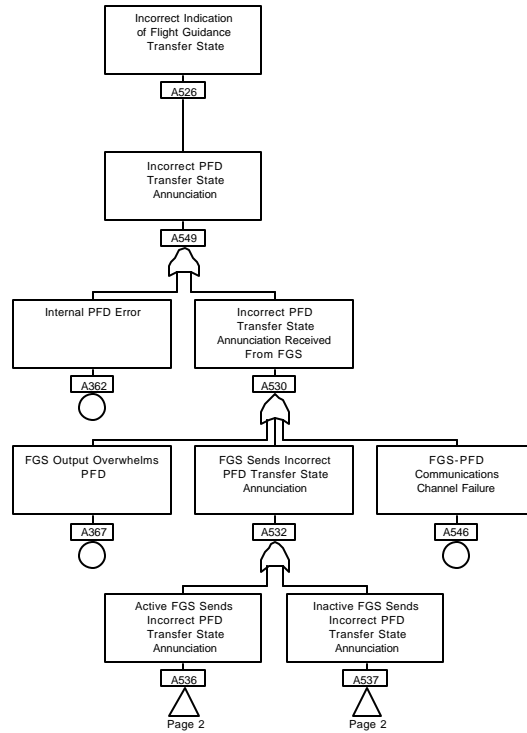 Incorrect Indication
of Flight Guidance
Transfer State
A526
Incorrect PFD
Transfer State
Annunciation
A549
Internal PFD Error
A362
Incorrect PFD
Transfer State
Annunciation Received
From FGS
A530
FGS Output Overwhelms
PFD
A367
FGS Sends Incorrect
PFD Transfer State
Annunciation
A532
FGS-PFD
Communications
Channel Failure
A546
Active FGS Sends
Incorrect PFD
Transfer State
Annunciation
A536
Page 2
Inactive FGS Sends
Incorrect PFD
Transfer State
Annunciation
A537
Page 2